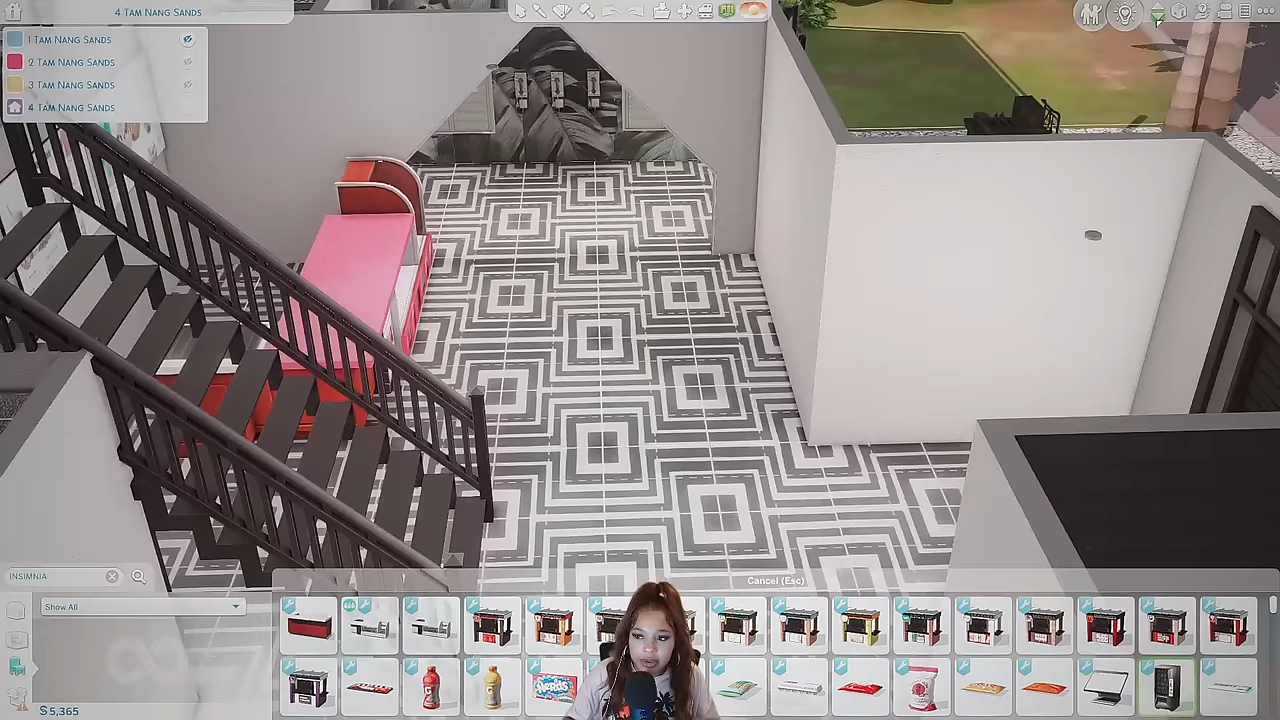 4 TAM NANG SANDS
1 TAM NANG SANDS
2 TAM NANG SANDS
3 TAM NANG SANDS
4 TAM NANG SANDS
Cancel (Esc)
INSIMNIA
Show All
Nerds
§5,365